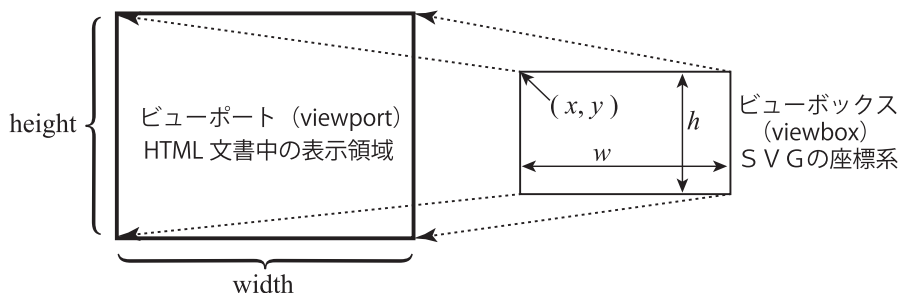 height
ビューポート（viewport）
HTML 文書中の表示領域
width
(x, y)
h
w
ビューボックス
（viewbox）
ＳＶＧの座標系